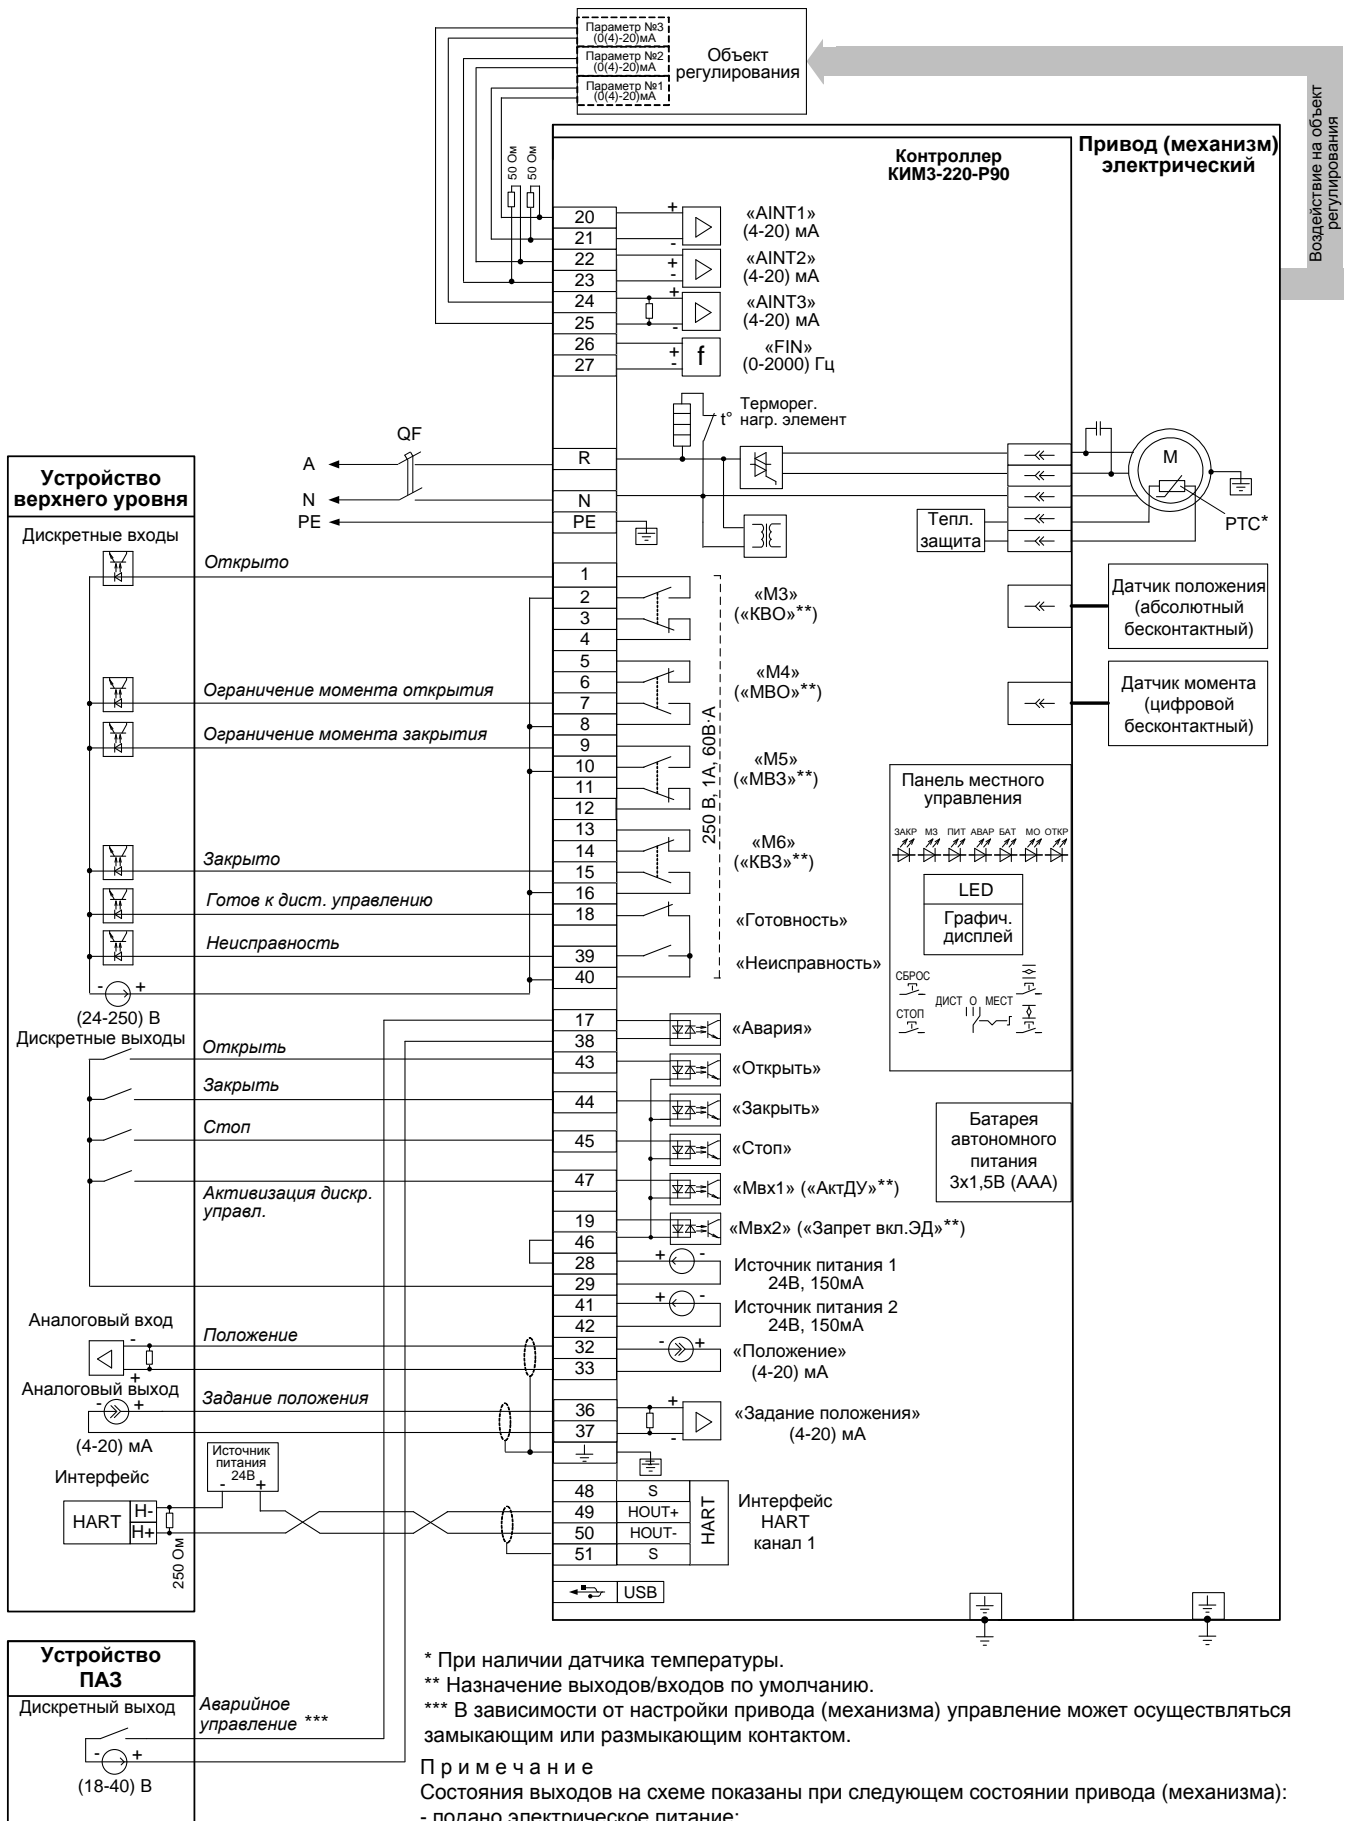 Параметр №3
(0(4)-20)мА
Параметр №2
(0(4)-20)мА
Параметр №1
(0(4)-20)мА
Объект
регулирования
Воздействие на объект
регулирования
Контроллер
КИМ3-220-Р90
Привод (механизм)
электрический
50 Ом
50 Ом
20
21
22
23
24
25
26
27
+
-
«AINT1»
(4-20) мА
+
-
«AINT2»
(4-20) мА
+
-
«AINT3»
(4-20) мА
+
-
f
«FIN»
(0-2000) Гц
t°
Терморег.
нагр. элемент
QF
A
N
PE
R
N
PE
M
PTC*
Тепл.
защита
Устройство
верхнего уровня
Дискретные входы
Открыто
Ограничение момента открытия
Ограничение момента закрытия
Закрыто
Готов к дист. управлению
Неисправность
- +
(24-250) В
1
2
3
4
5
6
7
8
9
10
11
12
13
14
15
16
18
39
40
«М3»
(«КВО»**)
«М4»
(«МВО»**)
«М5»
(«МВЗ»**)
«М6»
(«КВЗ»**)
«Готовность»
«Неисправность»
250 В, 1А, 60В·А
Датчик положения
(абсолютный
бесконтактный)
Датчик момента
(цифровой
бесконтактный)
Панель местного
управления
ЗАКР МЗ ПИТ АВАР БАТ МО ОТКР
LED
Графич.
дисплей
СБРОС
СТОП
ДИСТ О МЕСТ
Батарея
автономного
питания
3х1,5В (ААА)
Дискретные выходы
Открыть
Закрыть
Стоп
Активизация дискр.
управл.
17
38
43
44
45
47
19
46
28
29
41
42
32
33
36
37
«Авария»
«Открыть»
«Закрыть»
«Стоп»
«Мвх1» («АктДУ»**)
«Мвх2» («Запрет вкл.ЭД»**)
+ -
Источник питания 1
24В, 150мА
+ -
Источник питания 2
24В, 150мА
- +
«Положение»
(4-20) мА
+
-
«Задание положения»
(4-20) мА
Аналоговый вход
-
+
Положение
Аналоговый выход
- +
Задание положения
(4-20) мА
Источник
питания
24В
- +
Интерфейс
HART
H-
H+
250 Ом
48
49
50
51
S
HOUT+
HOUT-
S
HART
Интерфейс
HART
канал 1
USB
Устройство
ПАЗ
Дискретный выход
- +
(18-40) В
Аварийное
управление ***
* При наличии датчика температуры.
** Назначение выходов/входов по умолчанию.
*** В зависимости от настройки привода (механизма) управление может осуществляться
замыкающим или размыкающим контактом.
П р и м е ч а н и е
Состояния выходов на схеме показаны при следующем состоянии привода (механизма):
- подано электрическое питание;